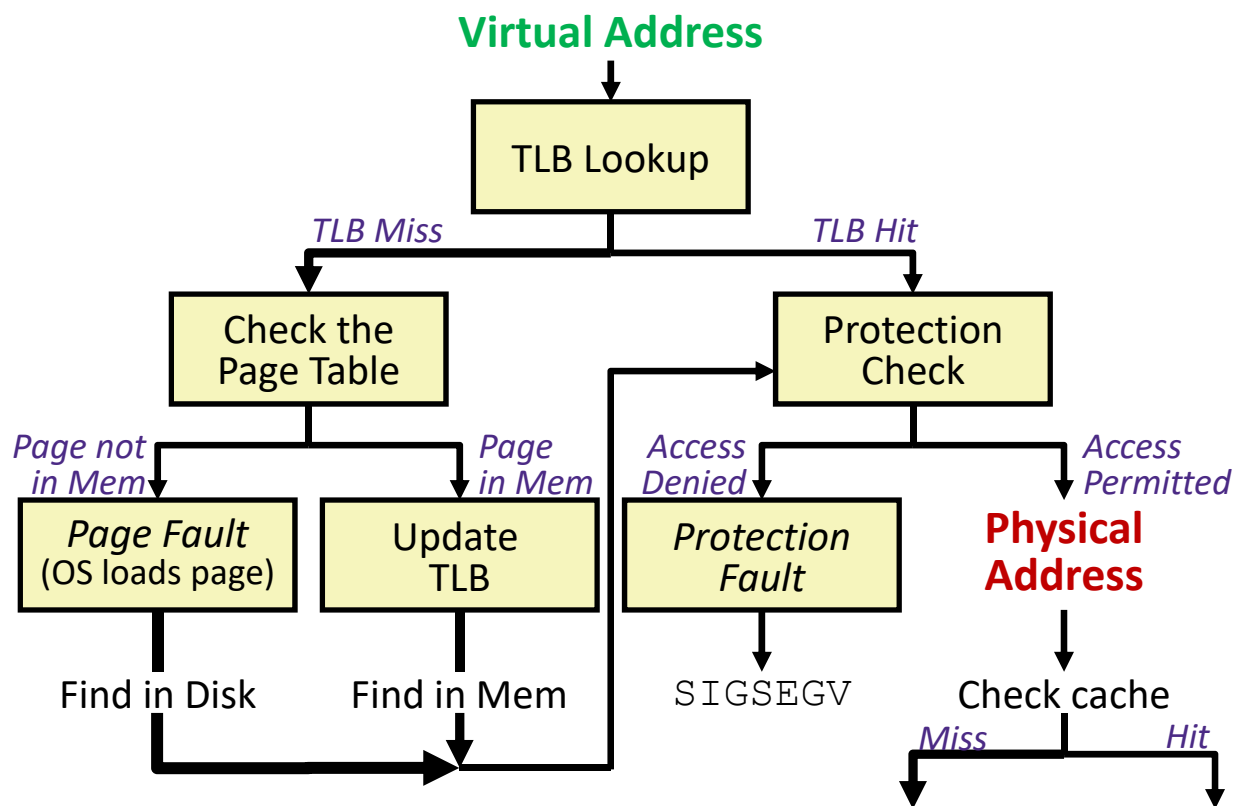 Virtual Address
TLB Lookup
TLB Miss
TLB Hit
Check the
Page Table
Protection
Check
Page not
in Mem
Page
in Mem
Access
Denied
Access
Permitted
Page Fault
(OS loads page)
Update
TLB
Protection
Fault
Physical
Address
Find in Disk
Find in Mem
SIGSEGV
Check cache
Miss
Hit